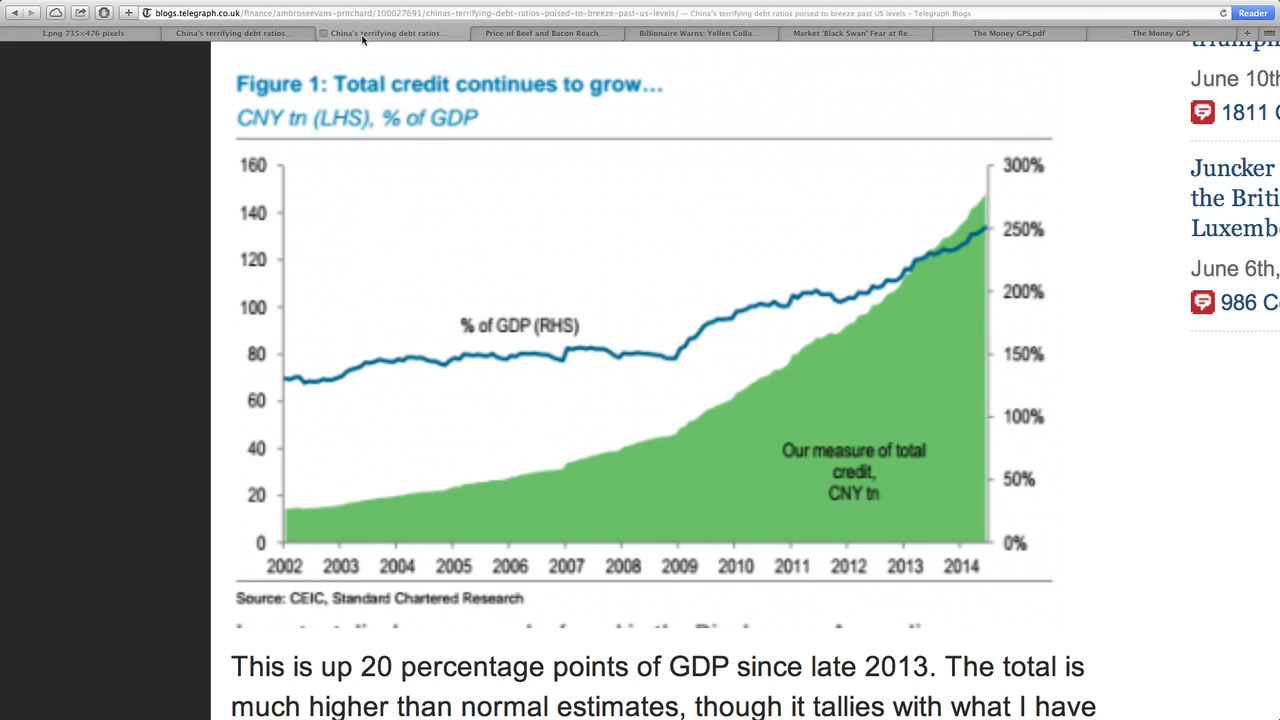 blogs.telegraph.co.uk/finance/ambroseevans-pritchard/100027691/chinas-terrifying-debt-ratios-poised-to-breeze-past-us-levels/ — China's terrifying debt ratios poised to breeze past US levels – Telegraph Blogs
Reader
1.png 735×476 pixels
China's terrifying debt ratios...
China's terrifying debt ratios...
Price of Beef and Bacon Reach...
Billionaire Warns: Yellen Colla...
Market 'Black Swan' Fear at Re...
The Money GPS.pdf
The Money GPS
Figure 1: Total credit continues to grow...
CNY tn (LHS), % of GDP
160
140
120
100
80
60
40
20
0
300%
250%
200%
150%
100%
50%
0%
% of GDP (RHS)
Our measure of total
credit,
CNY tn
2002 2003 2004 2005 2006 2007 2008 2009 2010 2011 2012 2013 2014
Source: CEIC, Standard Chartered Research
This is up 20 percentage points of GDP since late 2013. The total is
much higher than normal estimates, though it tallies with what I have
June 10th
1811 C
Juncker
the Briti
Luxemb
June 6th,
986 C